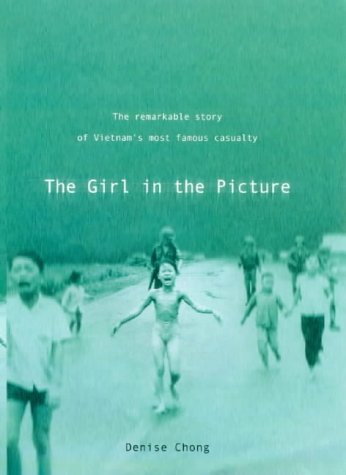 The remarkable story
of Vietnam's most famous casualty
The Girl in the Picture
Denise Chong